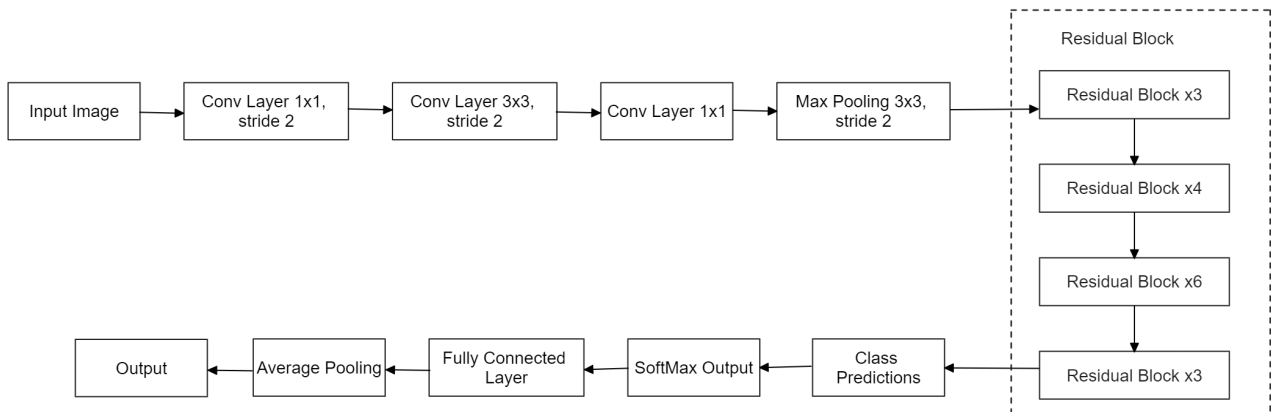 Residual Block
Input Image
Conv Layer 1x1,
stride 2
Conv Layer 3x3,
stride 2
Conv Layer 1x1
Max Pooling 3x3,
stride 2
Residual Block x3
Residual Block x4
Residual Block x6
Residual Block x3
Class
Predictions
SoftMax Output
Fully Connected
Layer
Average Pooling
Output